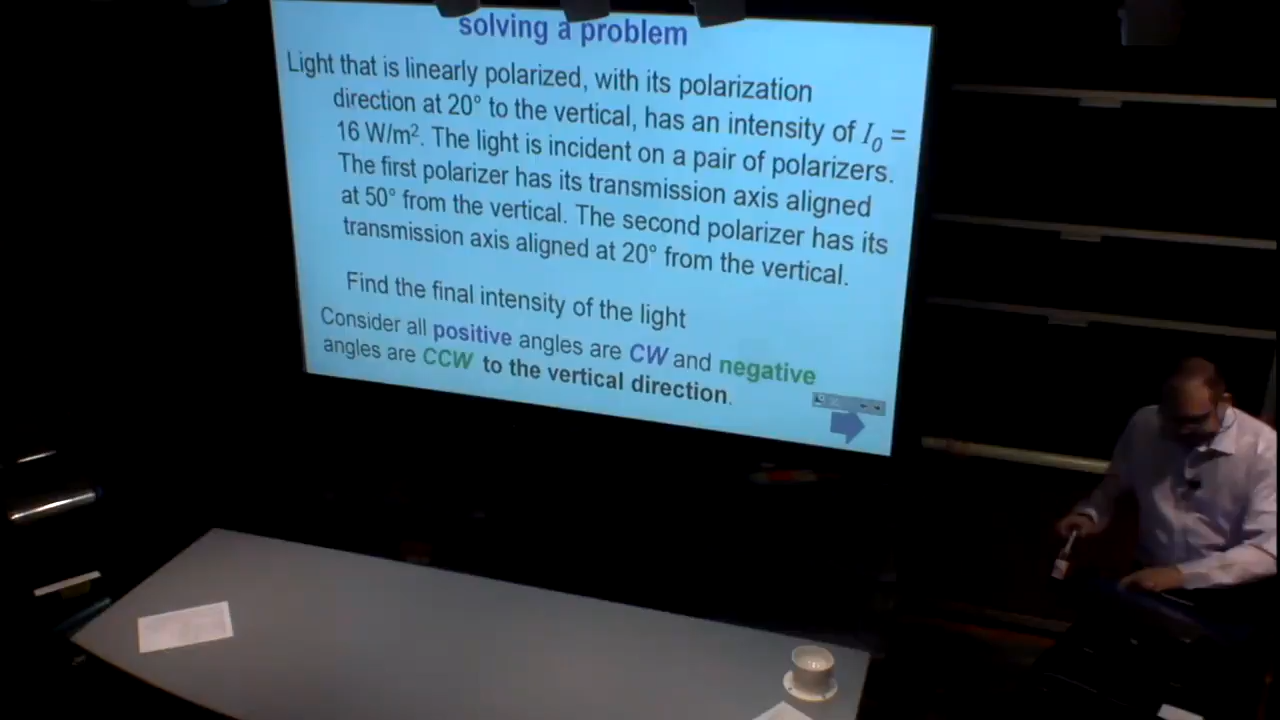 solving a problem
Light that is linearly polarized, with its polarization
direction at 20° to the vertical, has an intensity of I₀ =
16 W/m². The light is incident on a pair of polarizers.
The first polarizer has its transmission axis aligned
at 50° from the vertical. The second polarizer has its
transmission axis aligned at 20° from the vertical.
Find the final intensity of the light
Consider all positive angles are CW and negative
angles are CCW to the vertical direction.